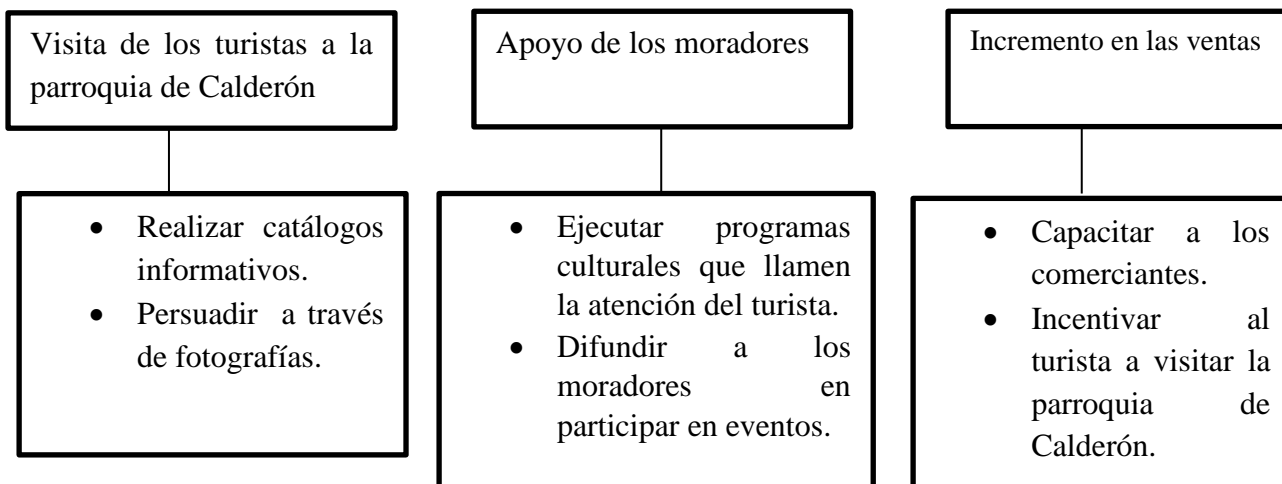 Visita de los turistas a la
parroquia de Calderón
Apoyo de los moradores
Incremento en las ventas
• Realizar catálogos
informativos.
• Persuadir a través
de fotografías.
• Ejecutar programas
culturales que llamen
la atención del turista.
• Difundir a los
moradores en
participar en eventos.
• Capacitar a los
comerciantes.
• Incentivar al
turista a visitar la
parroquia de
Calderón.